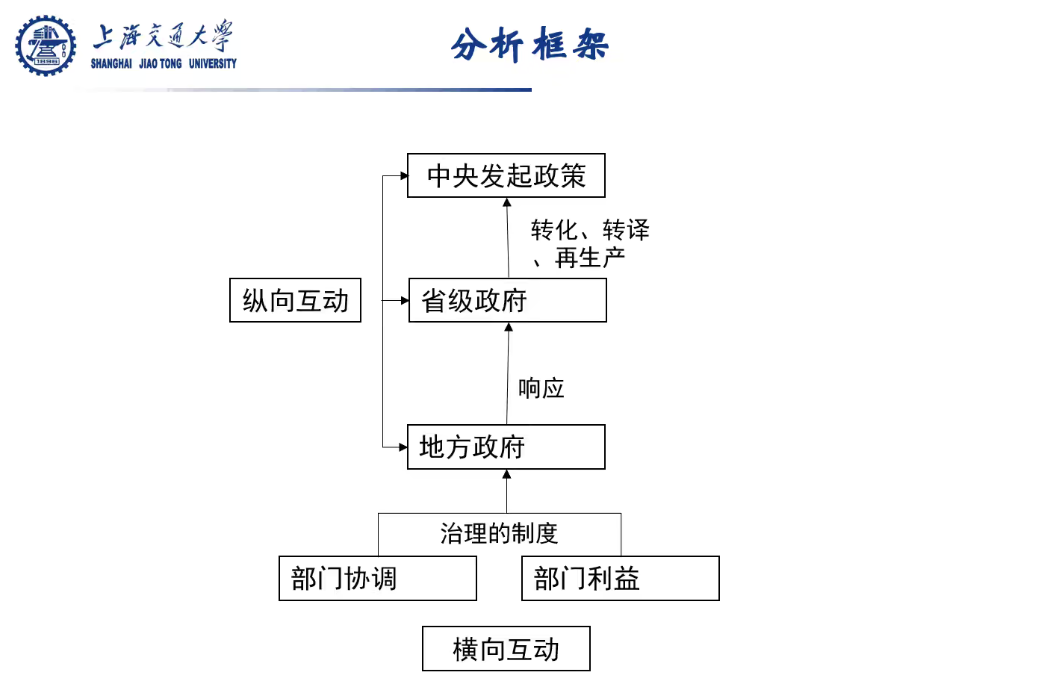 上海交通大学
SHANGHAI JIAO TONG UNIVERSITY
分析框架
中央发起政策
转化、转译
、再生产
纵向互动
省级政府
响应
地方政府
治理的制度
部门协调
部门利益
横向互动